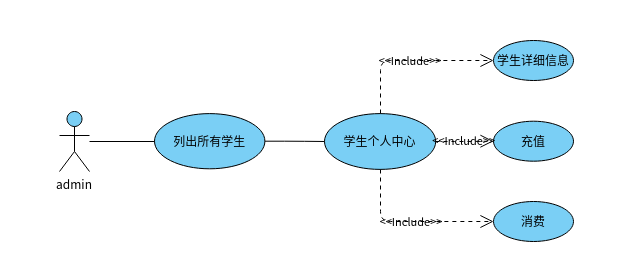 <<Include>>
学生详细信息
列出所有学生
学生个人中心
<<Include>>
充值
admin
<<Include>>
消费